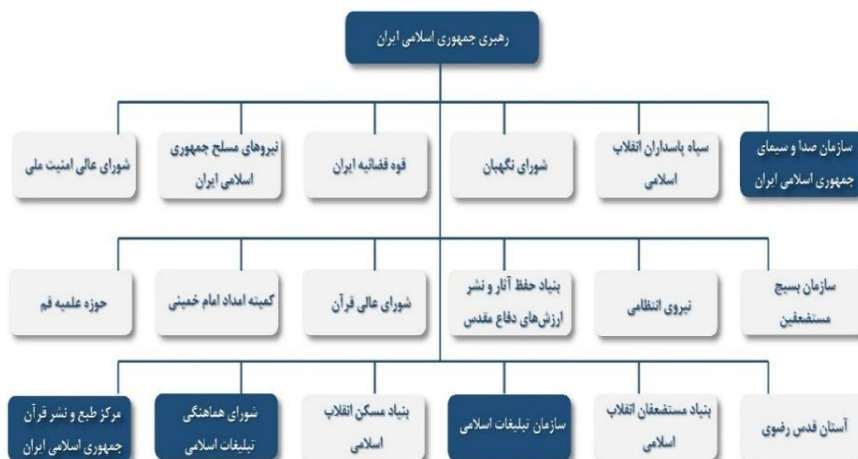 رهبری جمهوری اسلامی ایران
سازمان صدا و سیمای
جمهوری اسلامی ایران
سپاه پاسداران انقلاب
اسلامی
شورای نگهبان
قوه قضائیه ایران
نیروهای مسلح جمهوری
اسلامی ایران
شورای عالی امنیت ملی
سازمان بسیج
مستضعفین
نیروی انتظامی
بنیاد حفظ آثار و نشر
ارزش‌های دفاع مقدس
شورای عالی قرآن
کمیته امداد امام خمینی
حوزه علمیه قم
آستان قدس رضوی
بنیاد مستضعفان انقلاب
اسلامی
سازمان تبلیغات اسلامی
بنیاد مسکن انقلاب
اسلامی
شورای هماهنگی
تبلیغات اسلامی
مرکز طبع و نشر قرآن
جمهوری اسلامی ایران